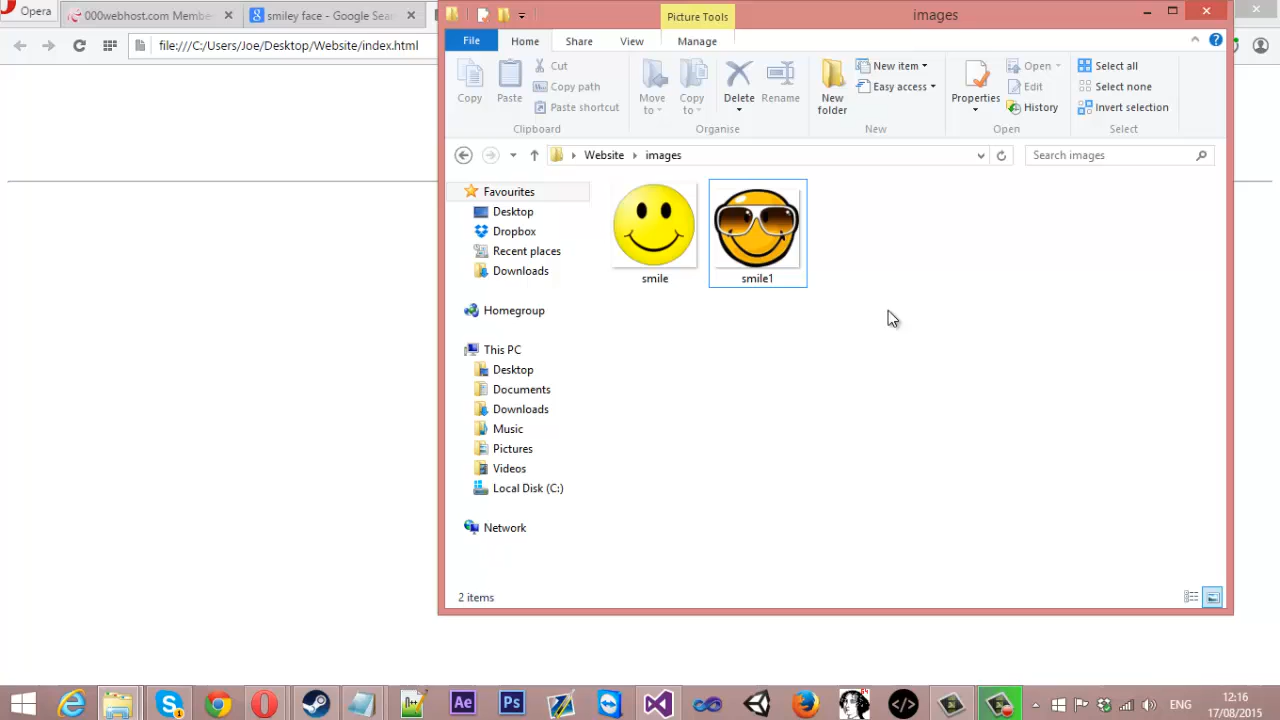 Opera
000webhost.com Membe
smiley face - Google Sea
file:///C:/Users/Joe/Desktop/Website/index.html
Picture Tools
images
File
Home
Share
View
Manage
Copy
Paste
Cut
Copy path
Paste shortcut
Clipboard
Move to
Copy to
Delete
Rename
Organise
New folder
New item
Easy access
New
Properties
Open
Edit
History
Open
Select all
Select none
Invert selection
Select
Website
images
Search images
Favourites
Desktop
Dropbox
Recent places
Downloads
Homegroup
This PC
Desktop
Documents
Downloads
Music
Pictures
Videos
Local Disk (C:)
Network
smile
smile1
2 items
Ae
Ps
ENG
12:16
17/08/2015